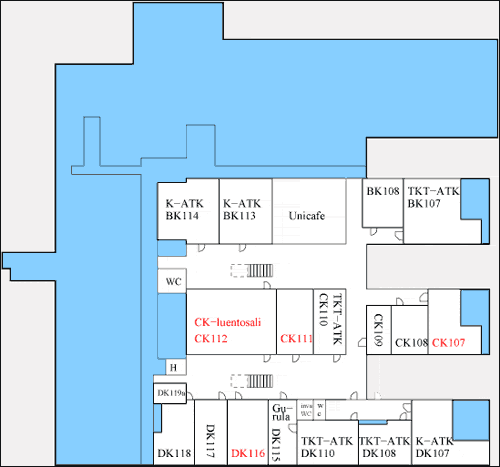 K-ATK
BK114
K-ATK
BK113
Unicafe
BK108
TKT-ATK
BK107
WC
CK-luentosali
CK112
CK111
TKT-ATK
CK110
CK109
CK108
CK107
H
DK119a
DK118
DK117
DK116
Gu-
rula
DK115
inva
WC
w
c
TKT-ATK
DK110
TKT-ATK
DK108
K-ATK
DK107